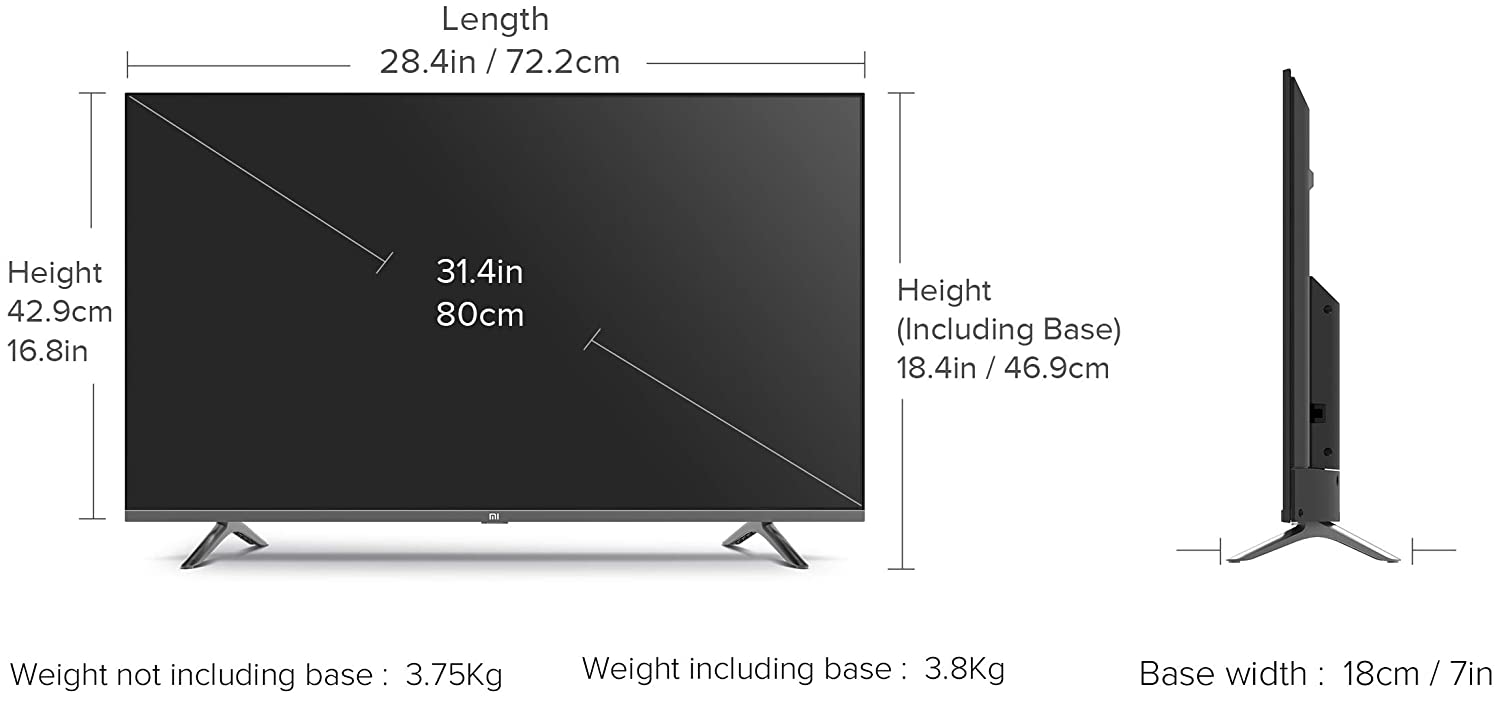 Length
28.4in / 72.2cm
Height
42.9cm
16.8in
31.4in
80cm
Height
(Including Base)
18.4in / 46.9cm
mi
Weight not including base : 3.75Kg
Weight including base : 3.8Kg
Base width : 18cm / 7in